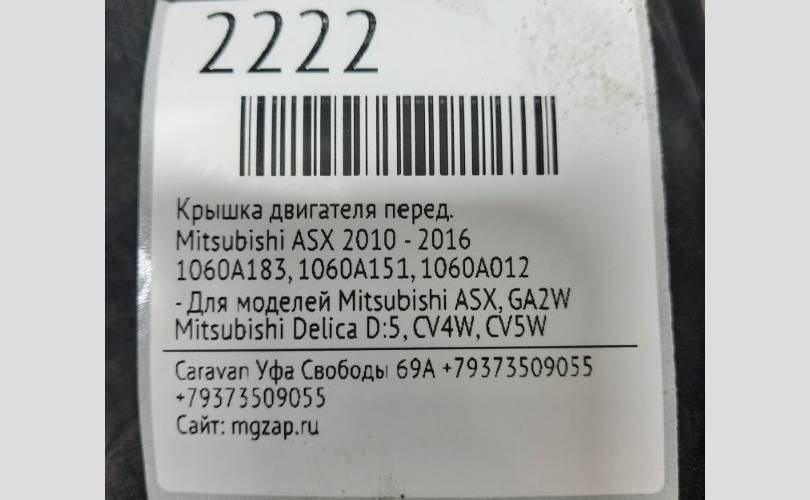 2222
Крышка двигателя перед.
Mitsubishi ASX 2010 - 2016
1060A183, 1060A151, 1060A012
- Для моделей Mitsubishi ASX, GA2W
Mitsubishi Delica D:5, CV4W, CV5W
Caravan Уфа Свободы 69А +79373509055
+79373509055
Сайт: mgzap.ru